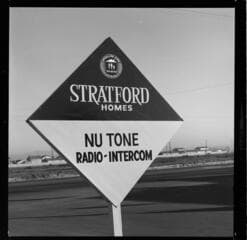 STRATFORD
HOMES
NU TONE
RADIO-INTERCOM